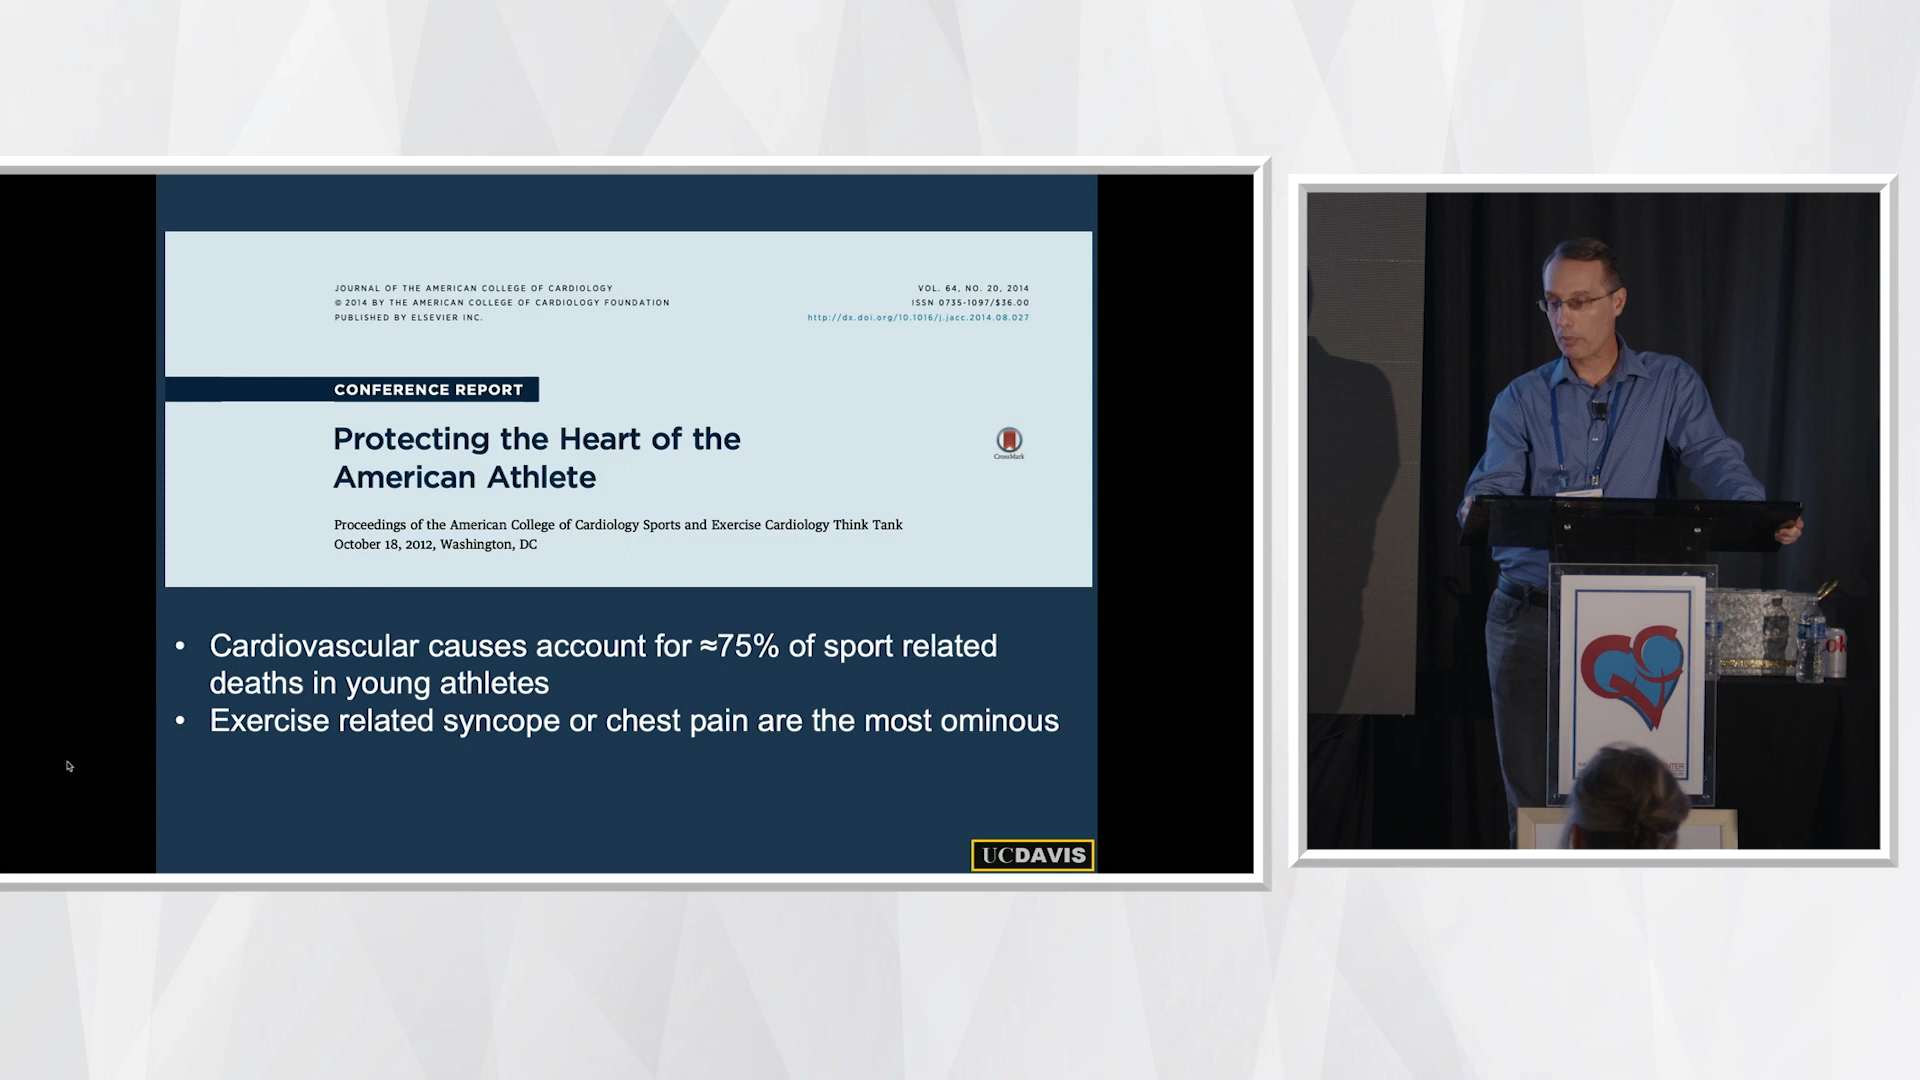 JOURNAL OF THE AMERICAN COLLEGE OF CARDIOLOGY
© 2014 BY THE AMERICAN COLLEGE OF CARDIOLOGY FOUNDATION
PUBLISHED BY ELSEVIER INC.
VOL. 64, NO. 20, 2014
ISSN 0735-1097/$36.00
http://dx.doi.org/10.1016/j.jacc.2014.08.027
CONFERENCE REPORT
Protecting the Heart of the
American Athlete
CrossMark
Proceedings of the American College of Cardiology Sports and Exercise Cardiology Think Tank
October 18, 2012, Washington, DC
• Cardiovascular causes account for ≈75% of sport related
deaths in young athletes
• Exercise related syncope or chest pain are the most ominous
UCDAVIS